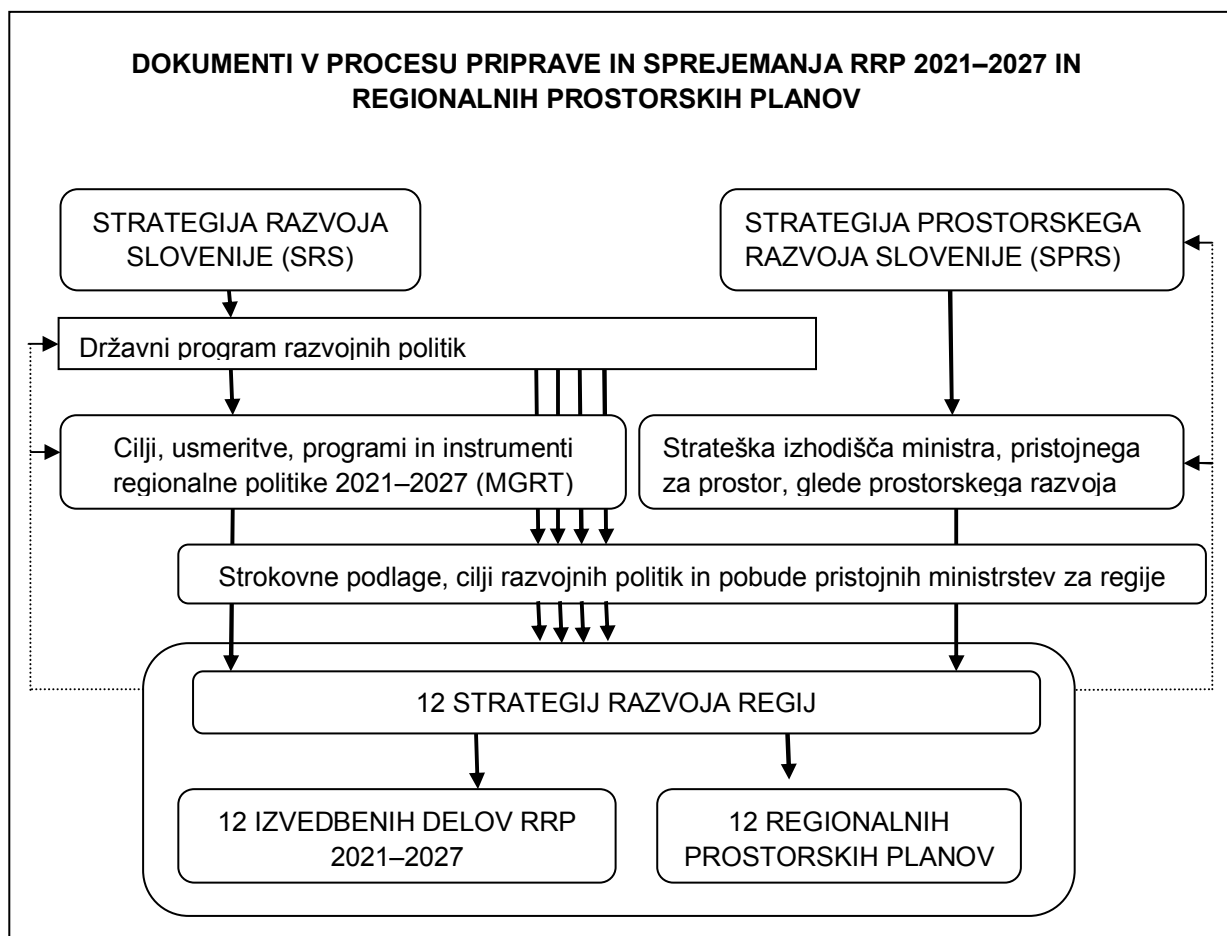 DOKUMENTI V PROCESU PRIPRAVE IN SPREJEMANJA RRP 2021–2027 IN
REGIONALNIH PROSTORSKIH PLANOV
STRATEGIJA RAZVOJA
SLOVENIJE (SRS)
STRATEGIJA PROSTORSKEGA
RAZVOJA SLOVENIJE (SPRS)
Državni program razvojnih politik
Cilji, usmeritve, programi in instrumenti
regionalne politike 2021–2027 (MGRT)
Strateška izhodišča ministra, pristojnega
za prostor, glede prostorskega razvoja
Strokovne podlage, cilji razvojnih politik in pobude pristojnih ministrstev za regije
12 STRATEGIJ RAZVOJA REGIJ
12 IZVEDBENIH DELOV RRP
2021–2027
12 REGIONALNIH
PROSTORSKIH PLANOV